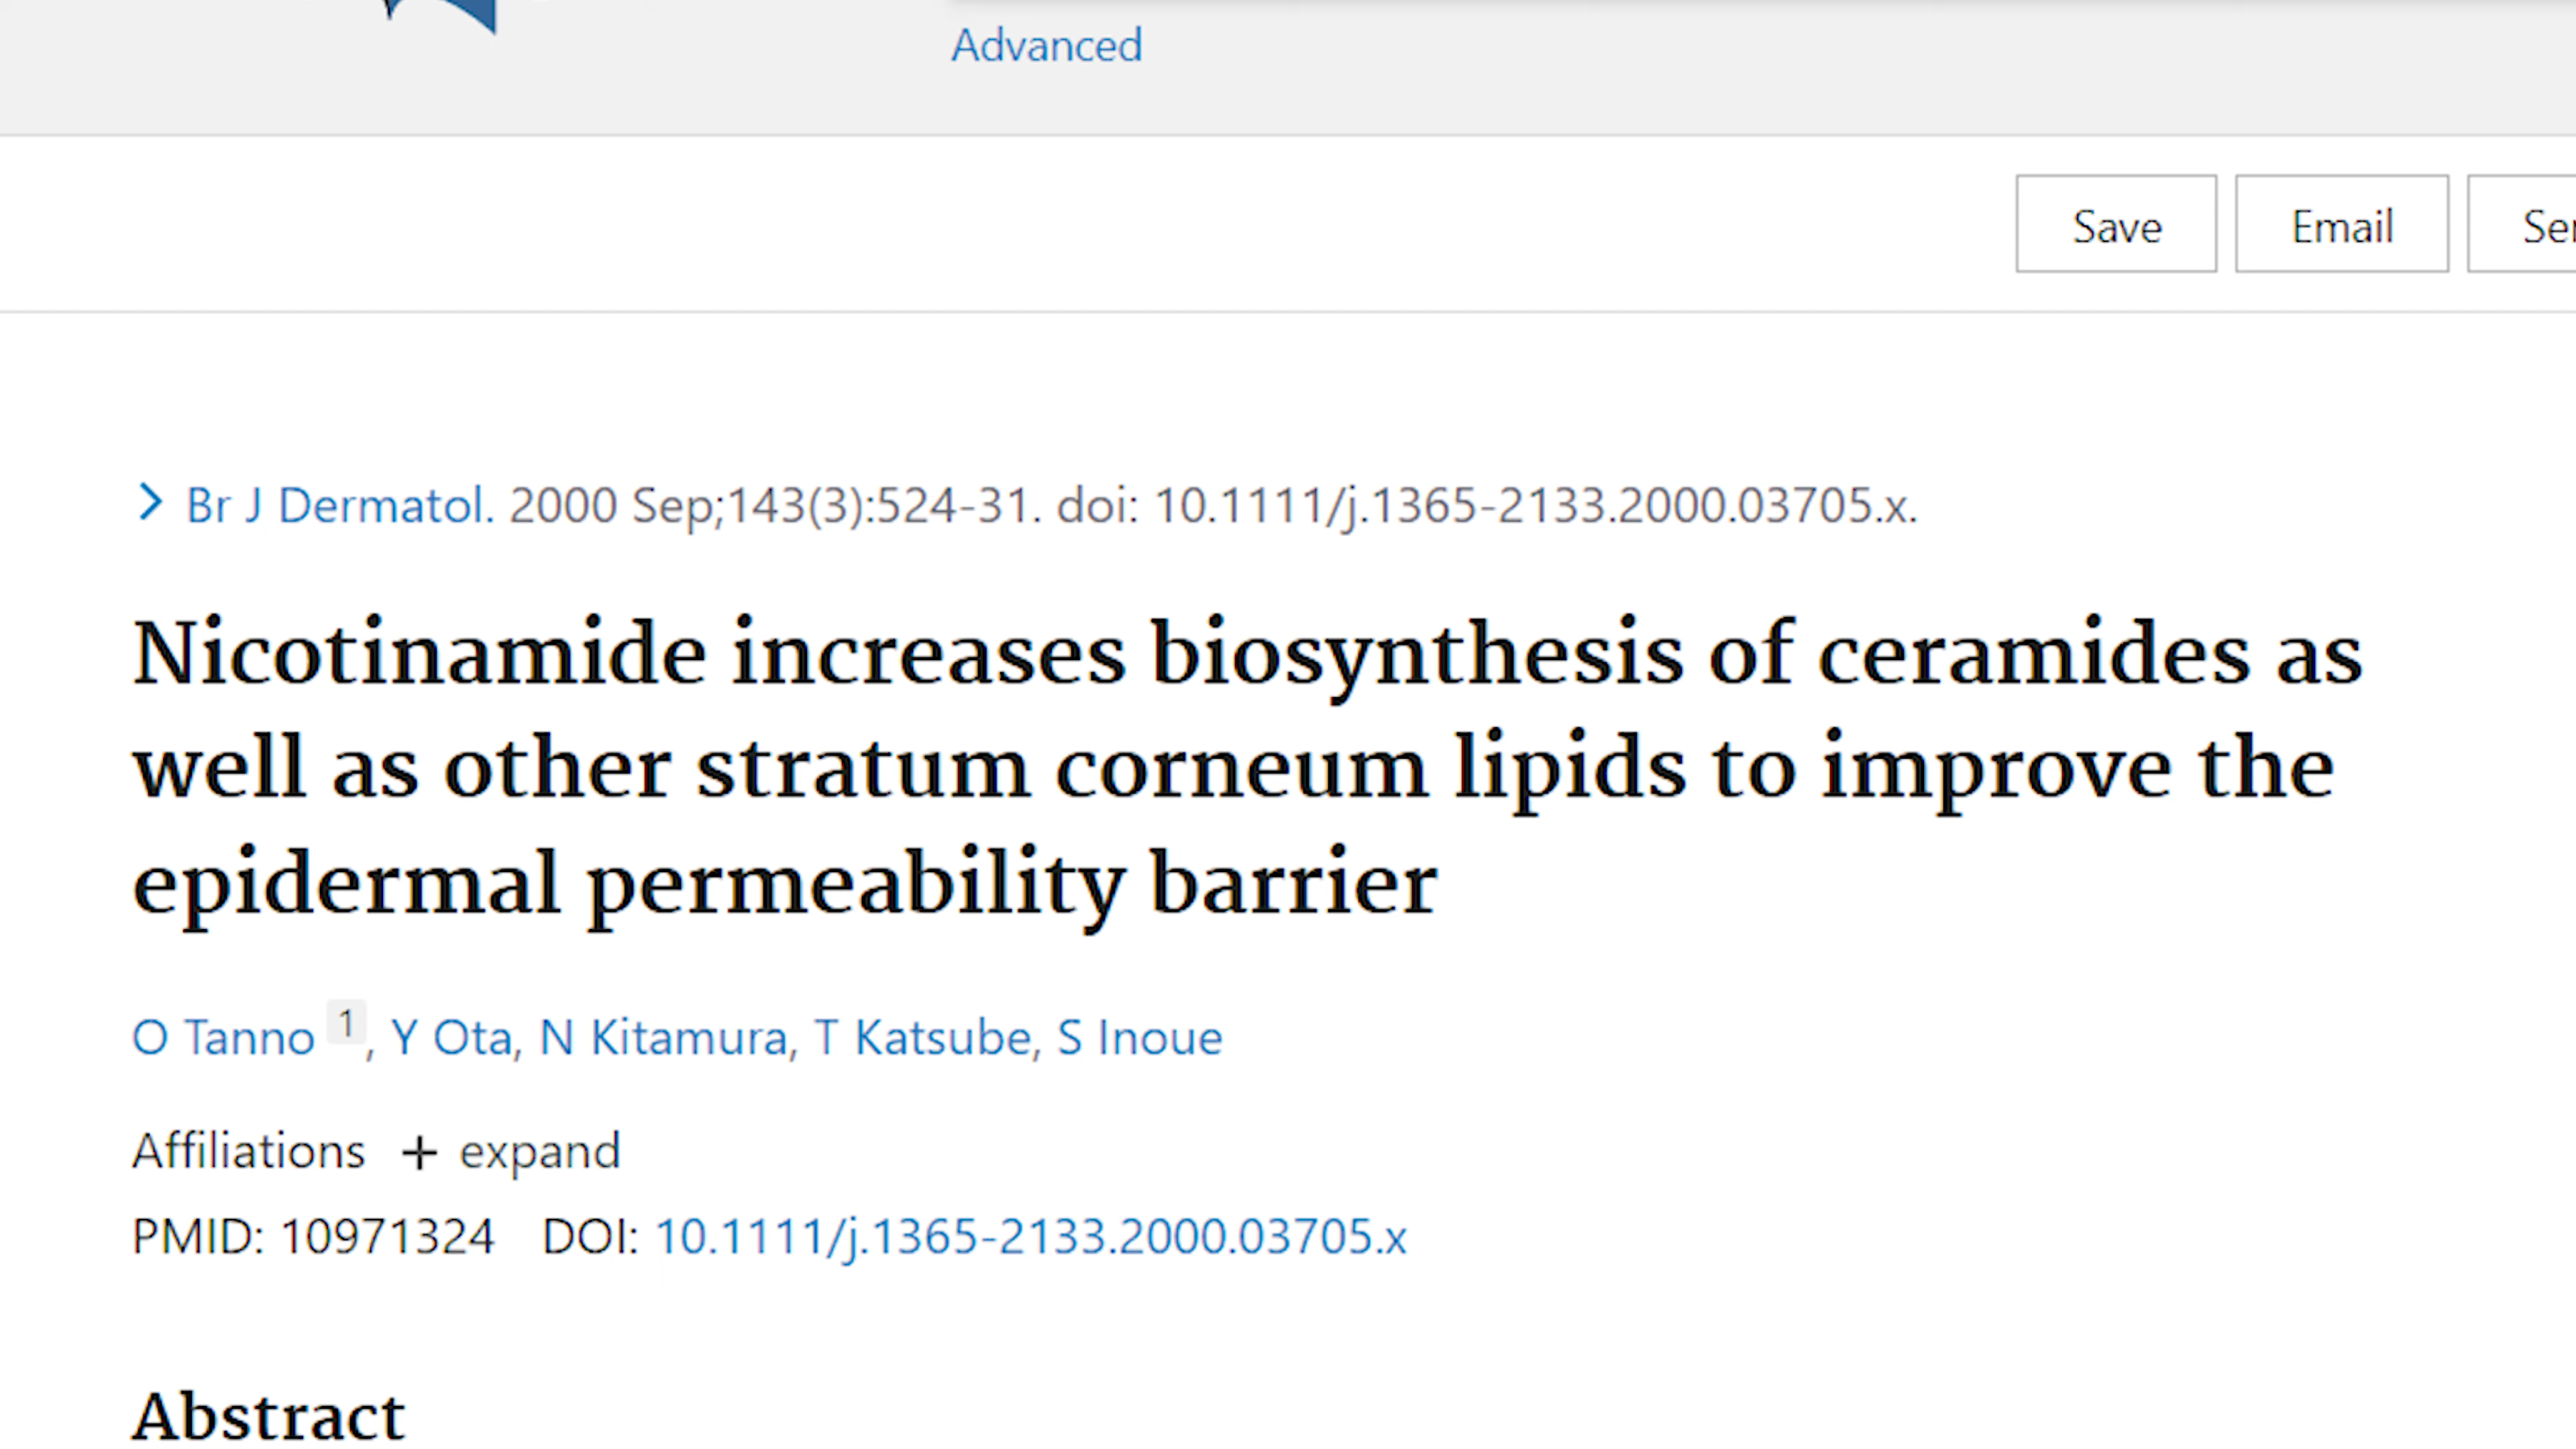 Advanced
Save Email
> Br J Dermatol. 2000 Sep;143(3):524-31. doi: 10.1111/j.1365-2133.2000.03705.x.
Nicotinamide increases biosynthesis of ceramides as
well as other stratum corneum lipids to improve the
epidermal permeability barrier
O Tanno 1, Y Ota, N Kitamura, T Katsube, S Inoue
Affiliations + expand
PMID: 10971324 DOI: 10.1111/j.1365-2133.2000.03705.x
Abstract